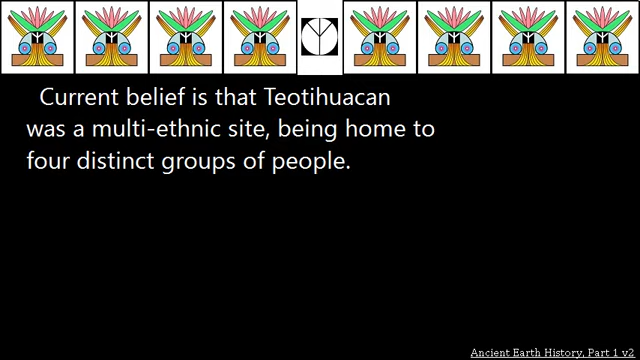 Current belief is that Teotihuacan
was a multi-ethnic site, being home to
four distinct groups of people.
Ancient Earth History, Part 1 v2